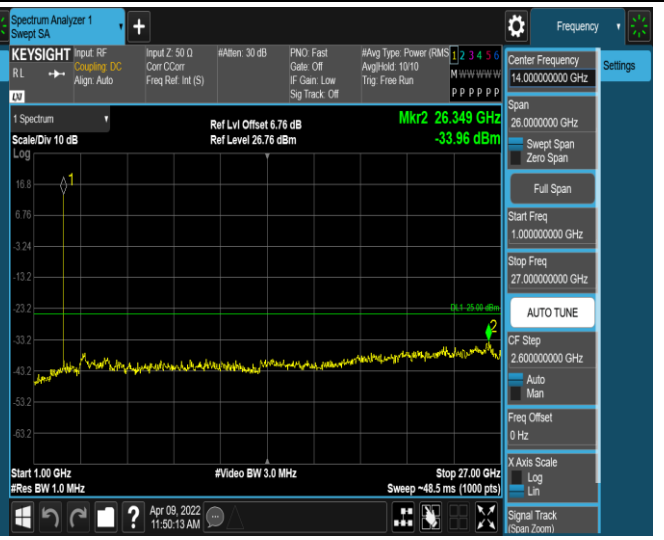 Spectrum Analyzer 1
Swept SA
Frequency
KEYSIGHT
RL
LXI
Input: RF
Coupling: DC
Align: Auto
Input Z: 50 Ω
Corr CCorr
Freq Ref: Int (S)
#Atten: 30 dB
PNO: Fast
Gate: Off
IF Gain: Low
Sig Track: Off
#Avg Type: Power (RMS
Avg|Hold: 10/10
Trig: Free Run
1 2 3 4 5 6
M W W W W W
P P P P P P
1 Spectrum
Scale/Div 10 dB
Log
Ref Lvl Offset 6.76 dB
Ref Level 26.76 dBm
Mkr2 26.349 GHz
-33.96 dBm
16.8
6.76
-3.24
-13.2
-23.2
-33.2
-43.2
-53.2
-63.2
1
DL1 -25.00 dBm
2
Start 1.00 GHz
#Res BW 1.0 MHz
#Video BW 3.0 MHz
Stop 27.00 GHz
Sweep ~48.5 ms (1000 pts)
?
Apr 09, 2022
11:50:13 AM
Center Frequency
14.000000000 GHz
Span
26.0000000 GHz
Swept Span
Zero Span
Full Span
Start Freq
1.000000000 GHz
Stop Freq
27.000000000 GHz
AUTO TUNE
CF Step
2.600000000 GHz
Auto
Man
Freq Offset
0 Hz
X Axis Scale
Log
Lin
Signal Track
(Span Zoom)
Settings